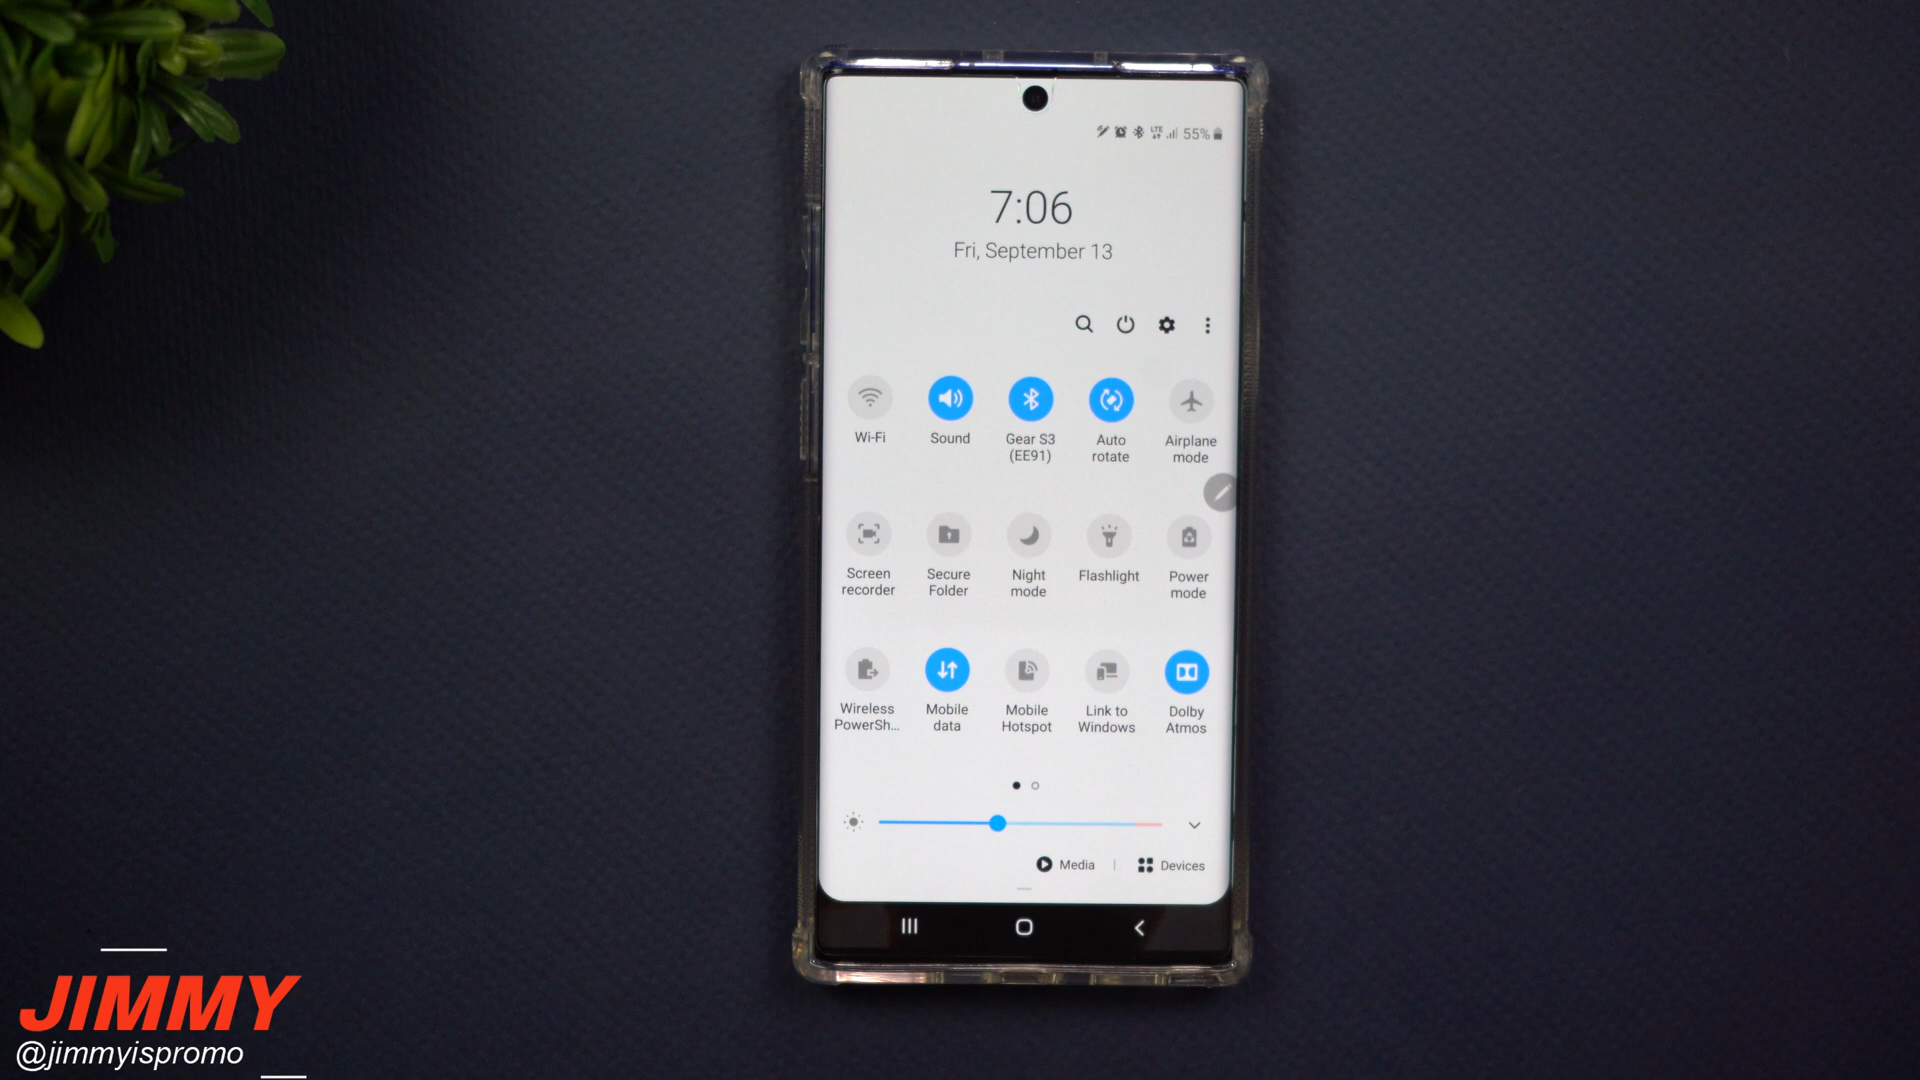 LTE 55%
7:06
Fri, September 13
Wi-Fi
Sound
Gear S3
(EE91)
Auto
rotate
Airplane
mode
Screen
recorder
Secure
Folder
Night
mode
Flashlight
Power
mode
Wireless
PowerSh...
Mobile
data
Mobile
Hotspot
Link to
Windows
Dolby
Atmos
Media | Devices
JIMMY
@jimmyispromo